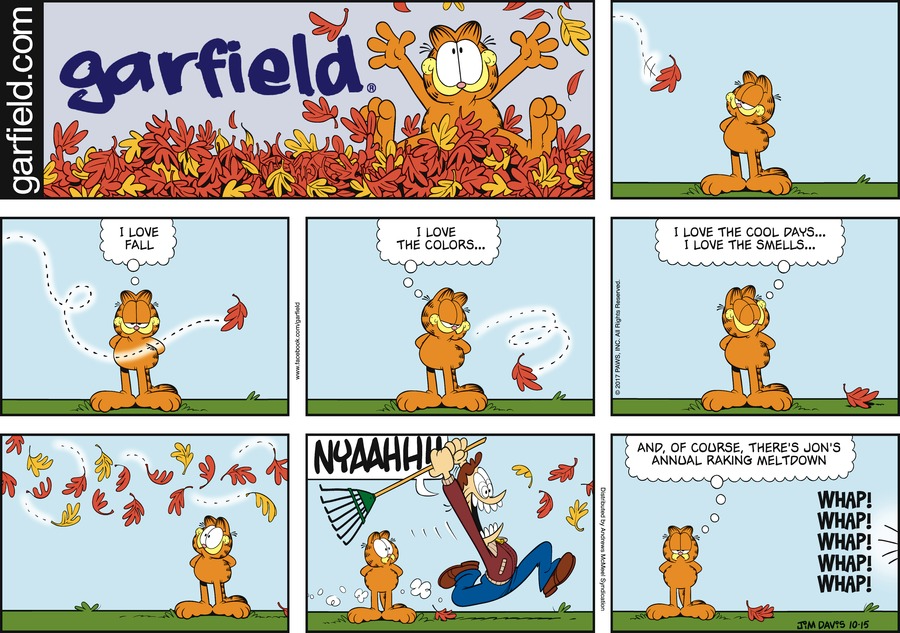 garfield.com
garfield®
I LOVE
FALL
www.facebook.com/garfield
I LOVE
THE COLORS...
© 2017 PAWS, INC. All Rights Reserved.
I LOVE THE COOL DAYS...
I LOVE THE SMELLS...
NYAAHHH
Distributed by Andrews McMeel Syndication
AND, OF COURSE, THERE'S JON'S
ANNUAL RAKING MELTDOWN
WHAP!
WHAP!
WHAP!
WHAP!
WHAP!
JIM DAVIS 10-15